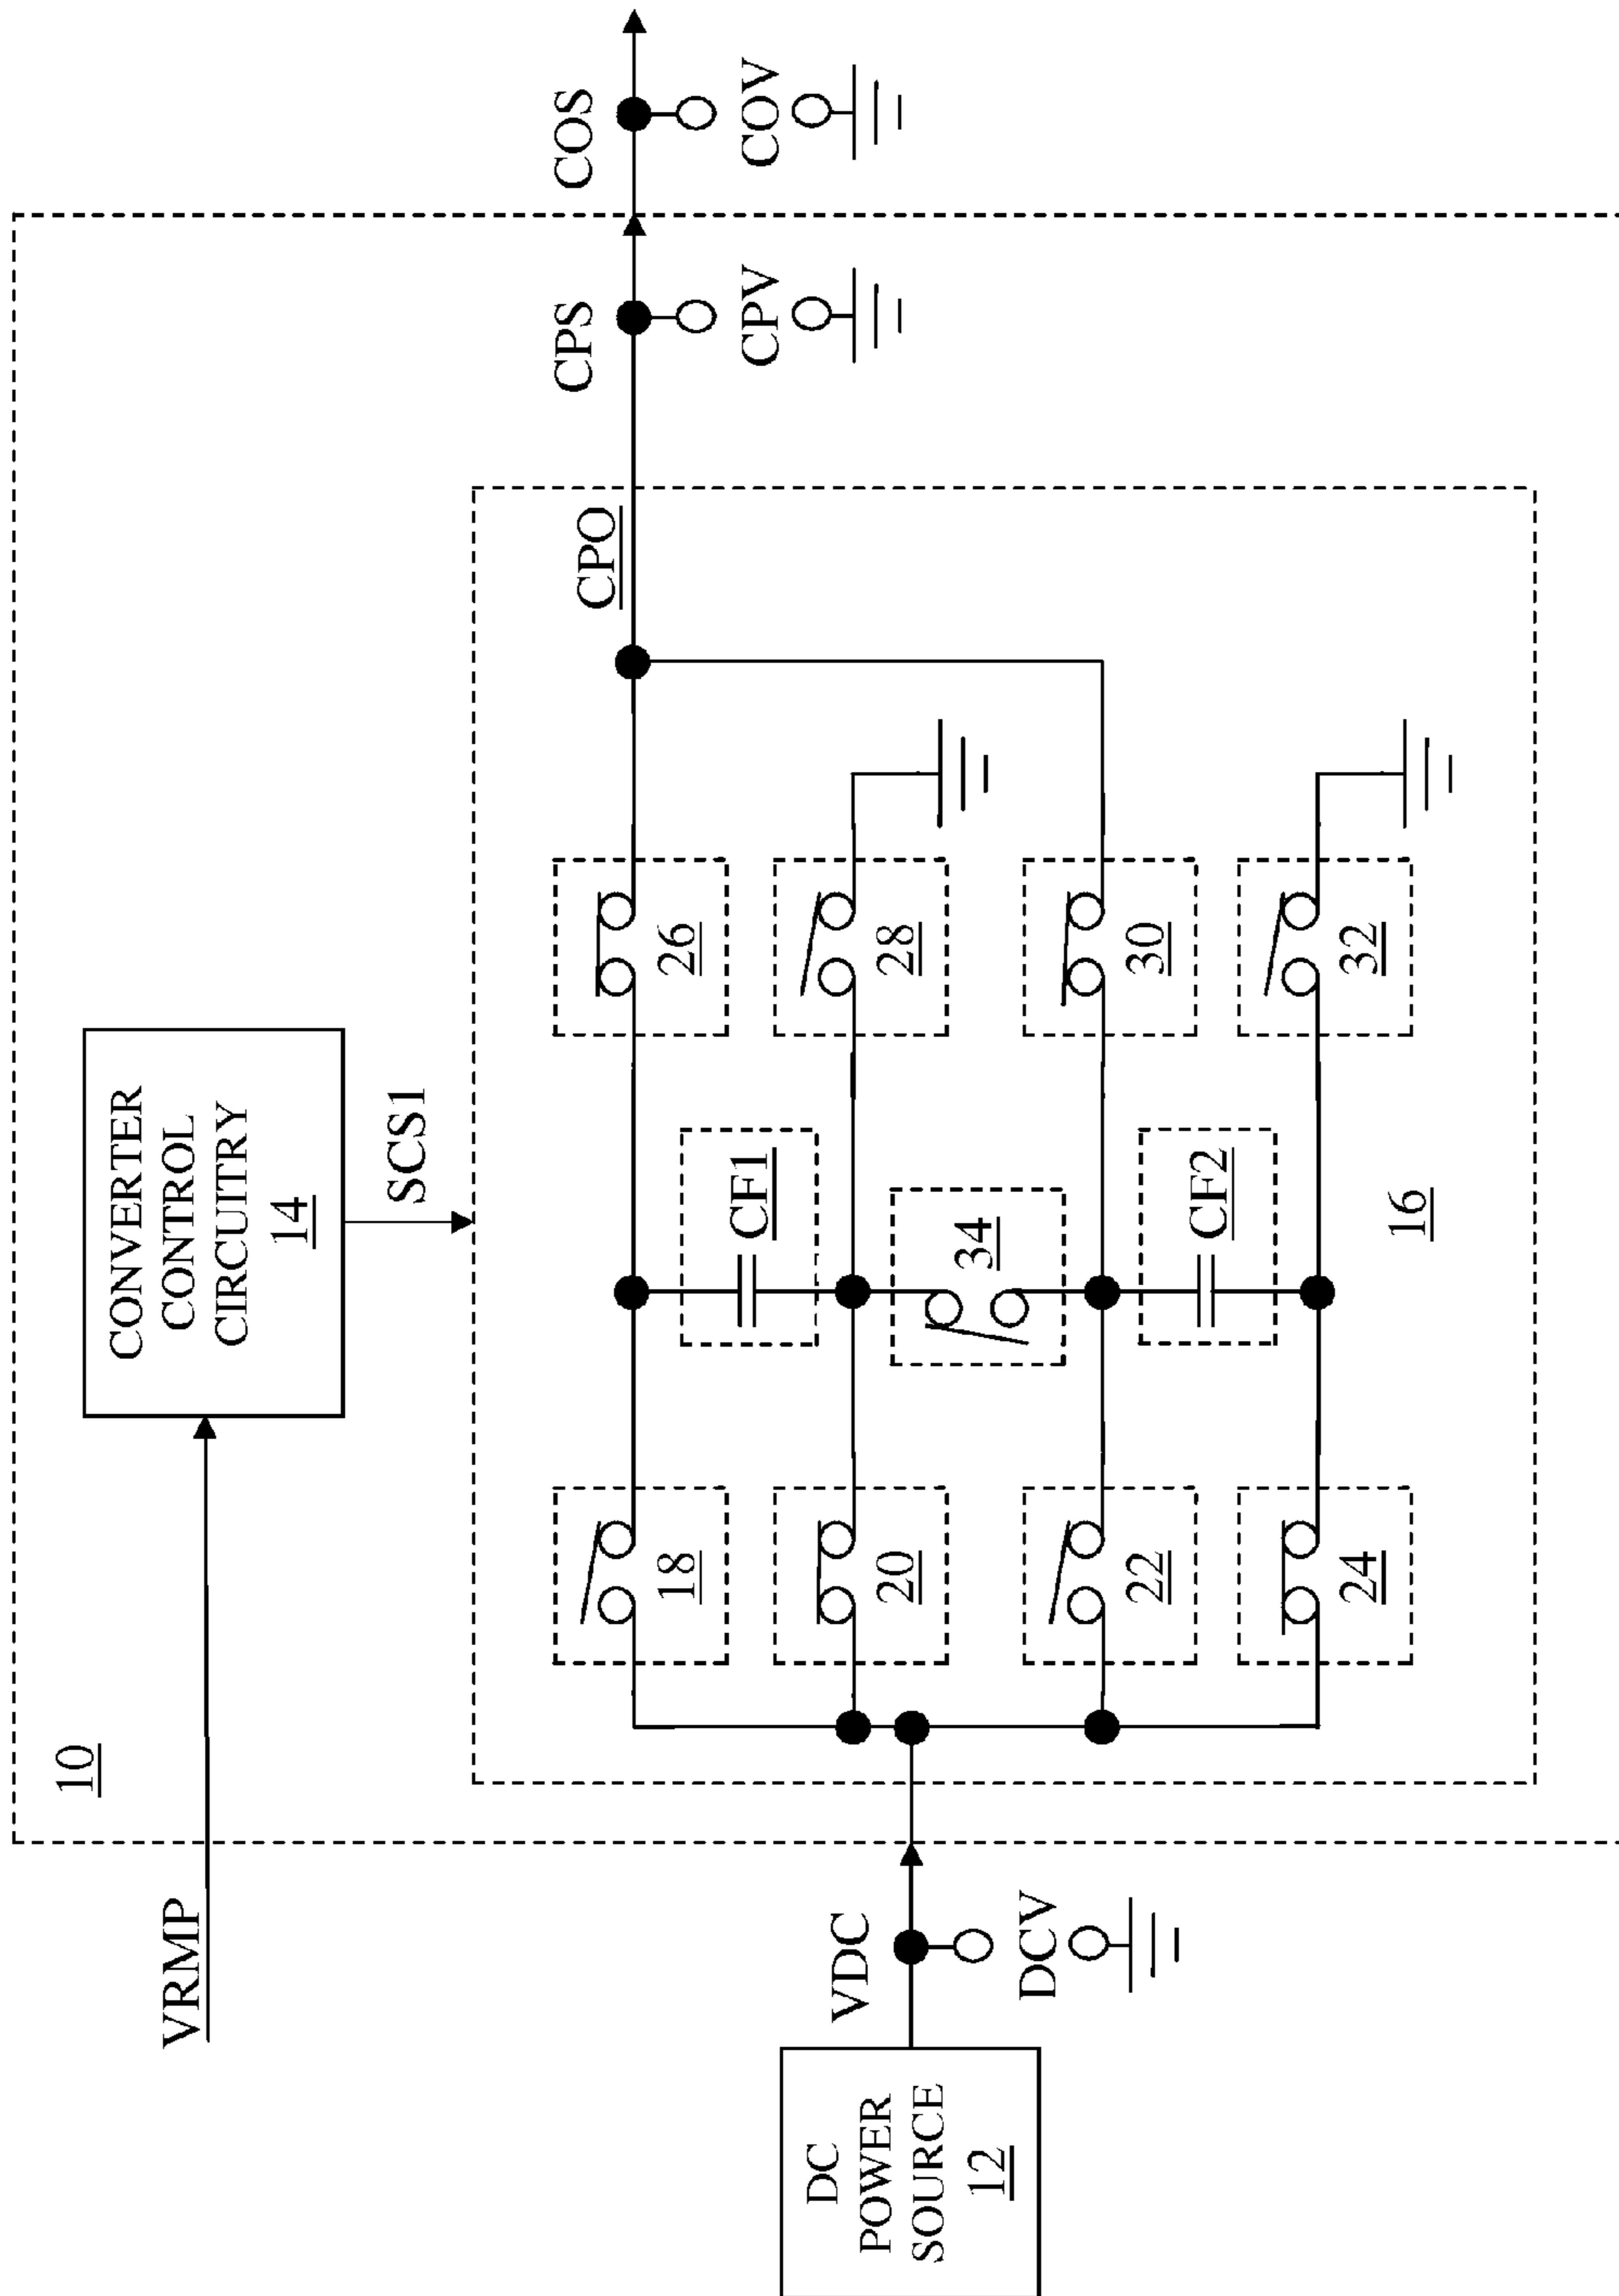 10
VRMP
CONVERTER
CONTROL
CIRCUITRY
14
SCS1
DC
POWER
SOURCE
12
VDC
DCV
18
20
22
24
CF1
34
CF2
16
26
28
30
32
CPO
CPS
CPV
COS
COV